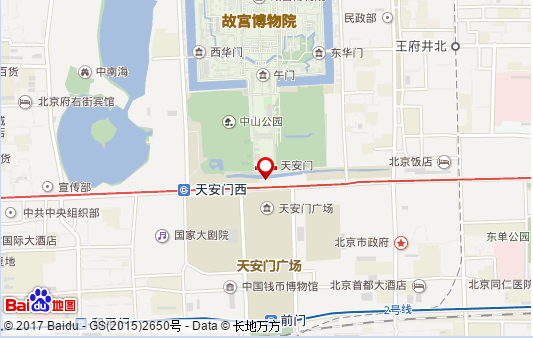 故宫博物院
民政部
王府井北
西华门
东华门
百货
中南海
午门
北京府右街宾馆
中山公园
天安门
北京饭店
宣传部
天安门西
中共中央组织部
天安门广场
国家大剧院
国际大酒店
北京市政府
东单公园
天安门广场
中国钱币博物馆
北京首都大酒店
北京同仁医院
Bai du 地图
2号线
前门
© 2017 Baidu - GS(2015)2650号 - Data © 长地万方